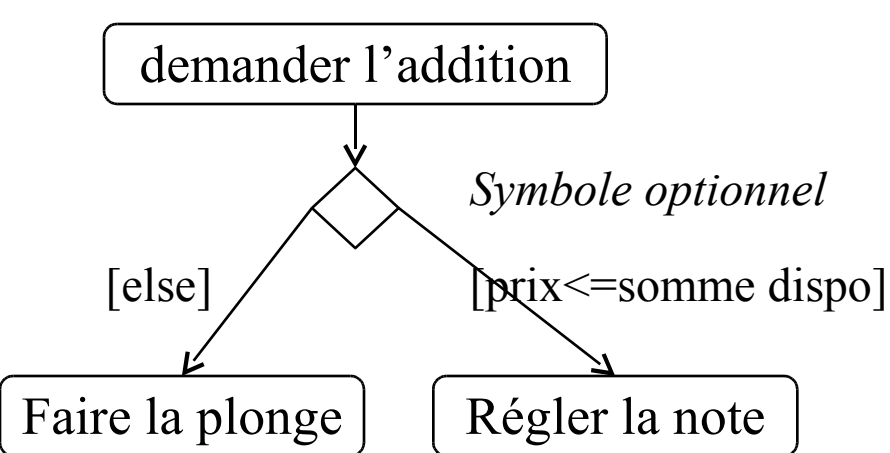 demander l’addition
Symbole optionnel
[else]
[prix<=somme dispo]
Faire la plonge
Régler la note